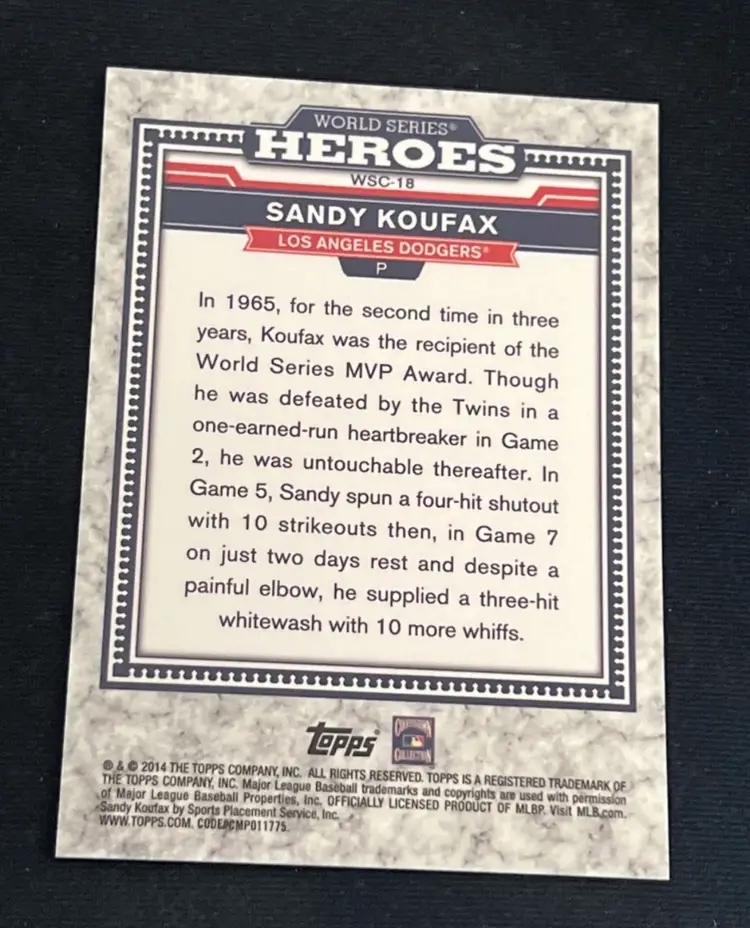 WORLD SERIES®
HEROES
WSC-18
SANDY KOUFAX
LOS ANGELES DODGERS®
P
In 1965, for the second time in three
years, Koufax was the recipient of the
World Series MVP Award. Though
he was defeated by the Twins in a
one-earned-run heartbreaker in Game
2, he was untouchable thereafter. In
Game 5, Sandy spun a four-hit shutout
with 10 strikeouts then, in Game 7
on just two days rest and despite a
painful elbow, he supplied a three-hit
whitewash with 10 more whiffs.
Topps
COOPERSTOWN
COLLECTION
® & © 2014 THE TOPPS COMPANY, INC. ALL RIGHTS RESERVED. TOPPS IS A REGISTERED TRADEMARK OF
THE TOPPS COMPANY, INC. Major League Baseball trademarks and copyrights are used with permission
of Major League Baseball Properties, Inc. OFFICIALLY LICENSED PRODUCT OF MLBP. Visit MLB.com.
Sandy Koufax by Sports Placement Service, Inc.
WWW.TOPPS.COM. CODE#CMP011775.